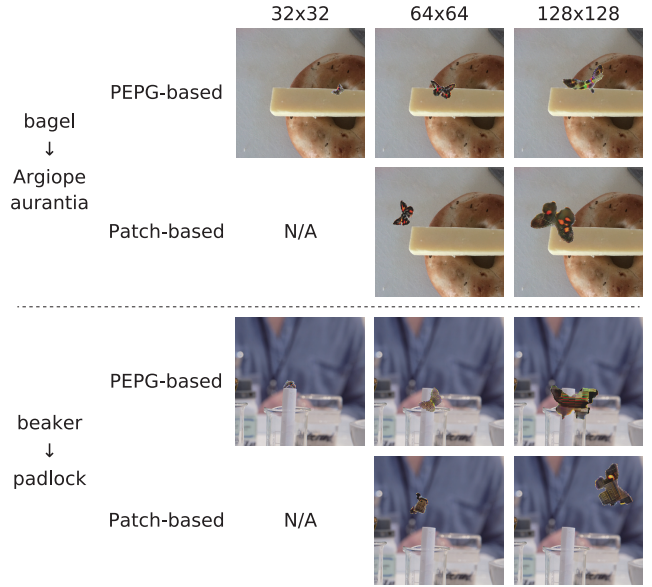 32x32 64x64 128x128
PEPG-based
bagel
↓
Argiope
aurantia
Patch-based N/A
PEPG-based
beaker
↓
padlock
Patch-based N/A